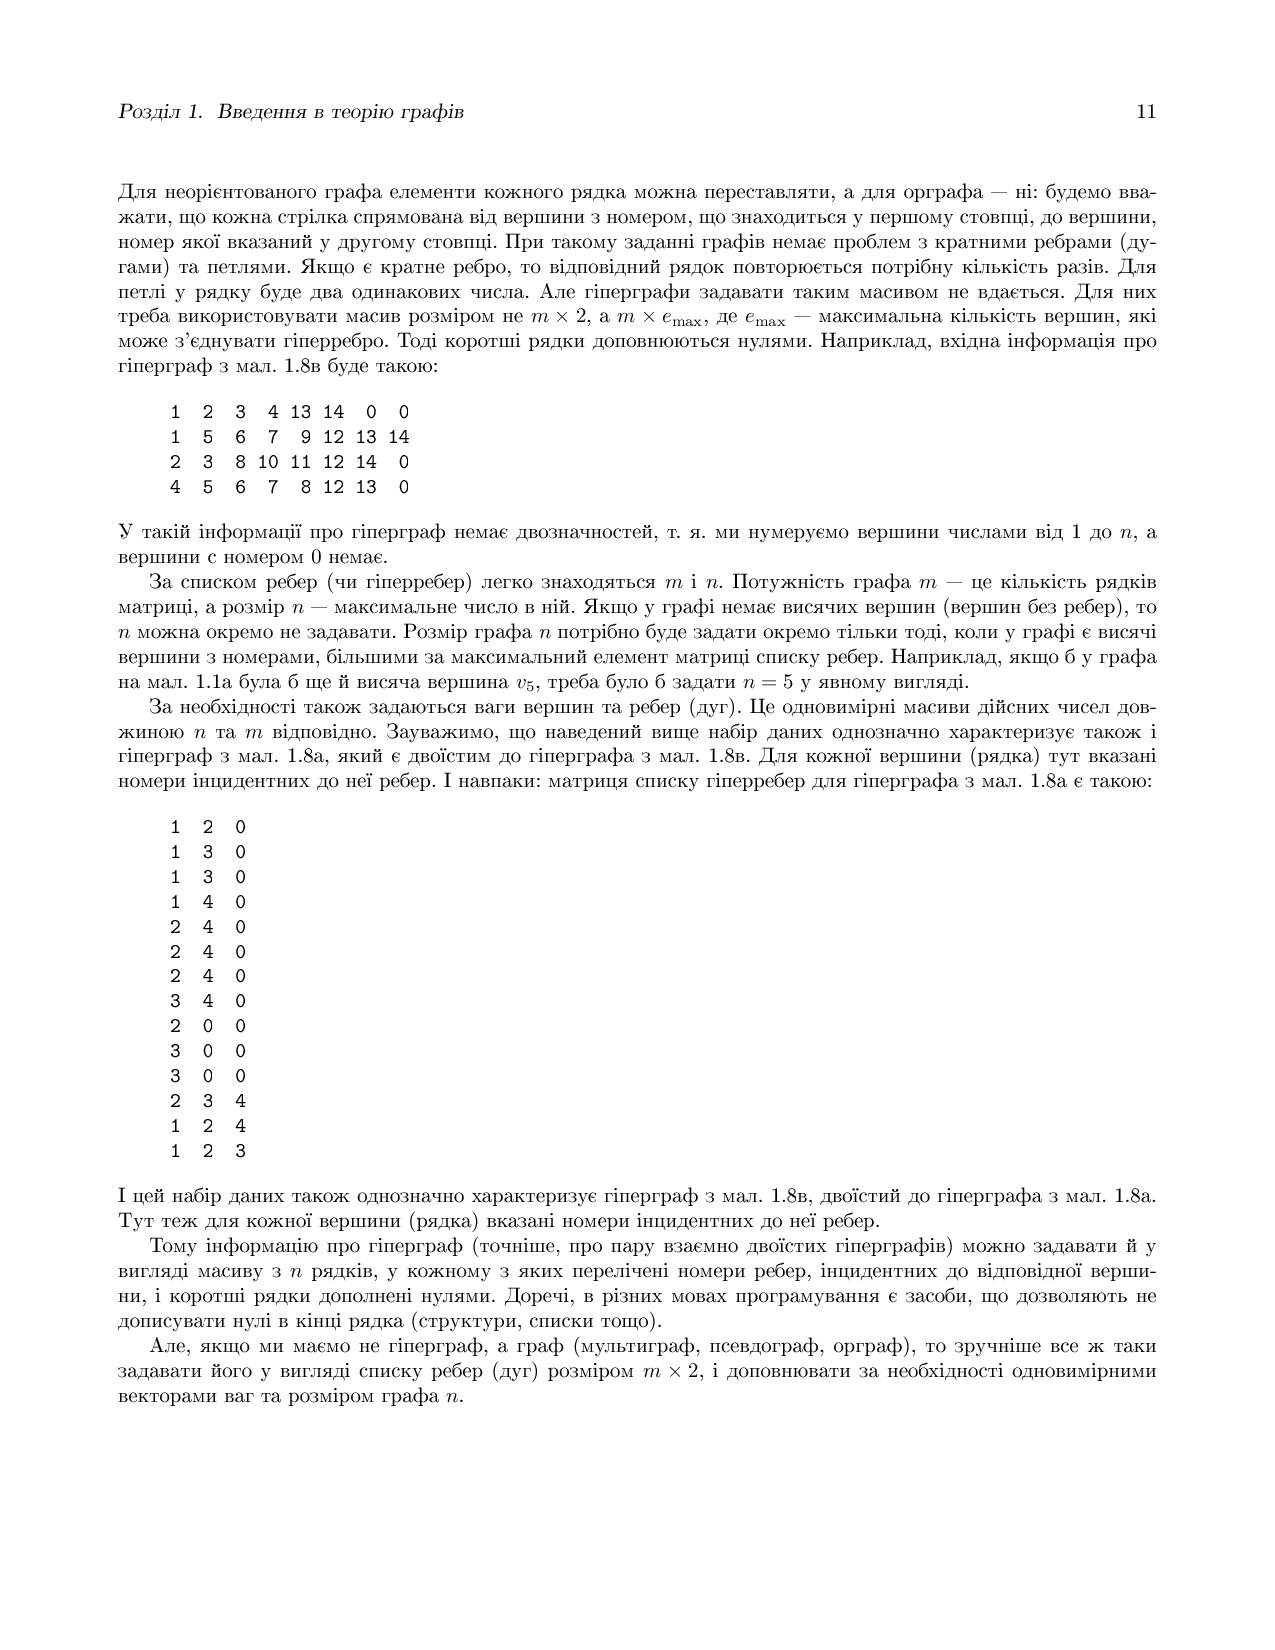 Розділ 1. Введення в теорію графів 11
Для неорієнтованого графа елементи кожного рядка можна переставляти, а для орграфа — ні: будемо вва-
жати, що кожна стрілка спрямована від вершини з номером, що знаходиться у першому стовпці, до вершини,
номер якої вказаний у другому стовпці. При такому заданні графів немає проблем з кратними ребрами (ду-
гами) та петлями. Якщо є кратне ребро, то відповідний рядок повторюється потрібну кількість разів. Для
петлі у рядку буде два одинакових числа. Але гіперграфи задавати таким масивом не вдається. Для них
треба використовувати масив розміром не m × 2, а m × e_max, де e_max — максимальна кількість вершин, які
може з'єднувати гіперребро. Тоді коротші рядки доповнюються нулями. Наприклад, вхідна інформація про
гіперграф з мал. 1.8в буде такою:
1 2 3 4 13 14 0 0
1 5 6 7 9 12 13 14
2 3 8 10 11 12 14 0
4 5 6 7 8 12 13 0
У такій інформації про гіперграф немає двозначностей, т. я. ми нумеруємо вершини числами від 1 до n, а
вершини с номером 0 немає.
За списком ребер (чи гіперребер) легко знаходяться m і n. Потужність графа m — це кількість рядків
матриці, а розмір n — максимальне число в ній. Якщо у графі немає висячих вершин (вершин без ребер), то
n можна окремо не задавати. Розмір графа n потрібно буде задати окремо тільки тоді, коли у графі є висячі
вершини з номерами, більшими за максимальний елемент матриці списку ребер. Наприклад, якщо б у графа
на мал. 1.1а була б ще й висяча вершина v₅, треба було б задати n = 5 у явному вигляді.
За необхідності також задаються ваги вершин та ребер (дуг). Це одновимірні масиви дійсних чисел дов-
жиною n та m відповідно. Зауважимо, що наведений вище набір даних однозначно характеризує також і
гіперграф з мал. 1.8а, який є двоїстим до гіперграфа з мал. 1.8в. Для кожної вершини (рядка) тут вказані
номери інцидентних до неї ребер. І навпаки: матриця списку гіперребер для гіперграфа з мал. 1.8а є такою:
1 2 0
1 3 0
1 3 0
1 4 0
2 4 0
2 4 0
2 4 0
3 4 0
2 0 0
3 0 0
3 0 0
2 3 4
1 2 4
1 2 3
І цей набір даних також однозначно характеризує гіперграф з мал. 1.8в, двоїстий до гіперграфа з мал. 1.8а.
Тут теж для кожної вершини (рядка) вказані номери інцидентних до неї ребер.
Тому інформацію про гіперграф (точніше, про пару взаємно двоїстих гіперграфів) можна задавати й у
вигляді масиву з n рядків, у кожному з яких перелічені номери ребер, інцидентних до відповідної верши-
ни, і коротші рядки дополнені нулями. Доречі, в різних мовах програмування є засоби, що дозволяють не
дописувати нулі в кінці рядка (структури, списки тощо).
Але, якщо ми маємо не гіперграф, а граф (мультиграф, псевдограф, орграф), то зручніше все ж таки
задавати його у вигляді списку ребер (дуг) розміром m × 2, і доповнювати за необхідності одновимірними
векторами ваг та розміром графа n.